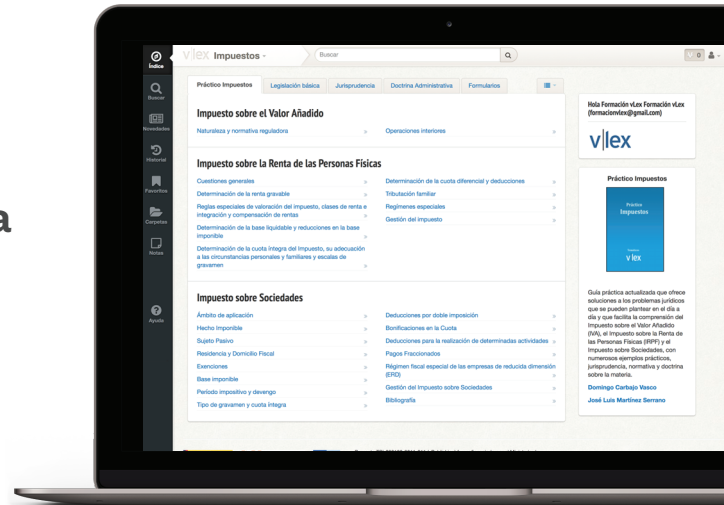 a
Índice
Buscar
Novedades
Historial
Favoritos
Carpetas
Notas
Ayuda
vlex Impuestos
Buscar
0
Práctico Impuestos
Legislación básica
Jurisprudencia
Doctrina Administrativa
Formularios
Impuesto sobre el Valor Añadido
Naturaleza y normativa reguladora »
Operaciones interiores »
Impuesto sobre la Renta de las Personas Físicas
Cuestiones generales »
Determinación de la renta gravable »
Reglas especiales de valoración del impuesto, clases de renta e
integración y compensación de rentas »
Determinación de la base liquidable y reducciones en la base
imponible »
Determinación de la cuota íntegra del Impuesto, su adecuación
a las circunstancias personales y familiares y escalas de
gravamen »
Determinación de la cuota diferencial y deducciones »
Tributación familiar »
Regímenes especiales »
Gestión del impuesto »
Impuesto sobre Sociedades
Ámbito de aplicación »
Hecho Imponible »
Sujeto Pasivo »
Residencia y Domicilio Fiscal »
Exenciones »
Base imponible »
Período impositivo y devengo »
Tipo de gravamen y cuota íntegra »
Deducciones por doble imposición »
Bonificaciones en la Cuota »
Deducciones para la realización de determinadas actividades »
Pagos Fraccionados »
Régimen fiscal especial de las empresas de reducida dimensión
(ERD) »
Gestión del Impuesto sobre Sociedades »
Bibliografía »
Hola Formación vLex Formación vLex
(formacionvlex@gmail.com)
v|lex
Práctico Impuestos
Práctico
Impuestos
v lex
Guía práctica actualizada que ofrece
soluciones a los problemas jurídicos
que se pueden plantear en el día a
día y que facilita la comprensión del
Impuesto sobre el Valor Añadido
(IVA), el Impuesto sobre la Renta de
las Personas Físicas (IRPF) y el
Impuesto sobre Sociedades, con
numerosos ejemplos prácticos,
jurisprudencia, normativa y doctrina
sobre la materia.
Domingo Carbajo Vasco
José Luis Martínez Serrano